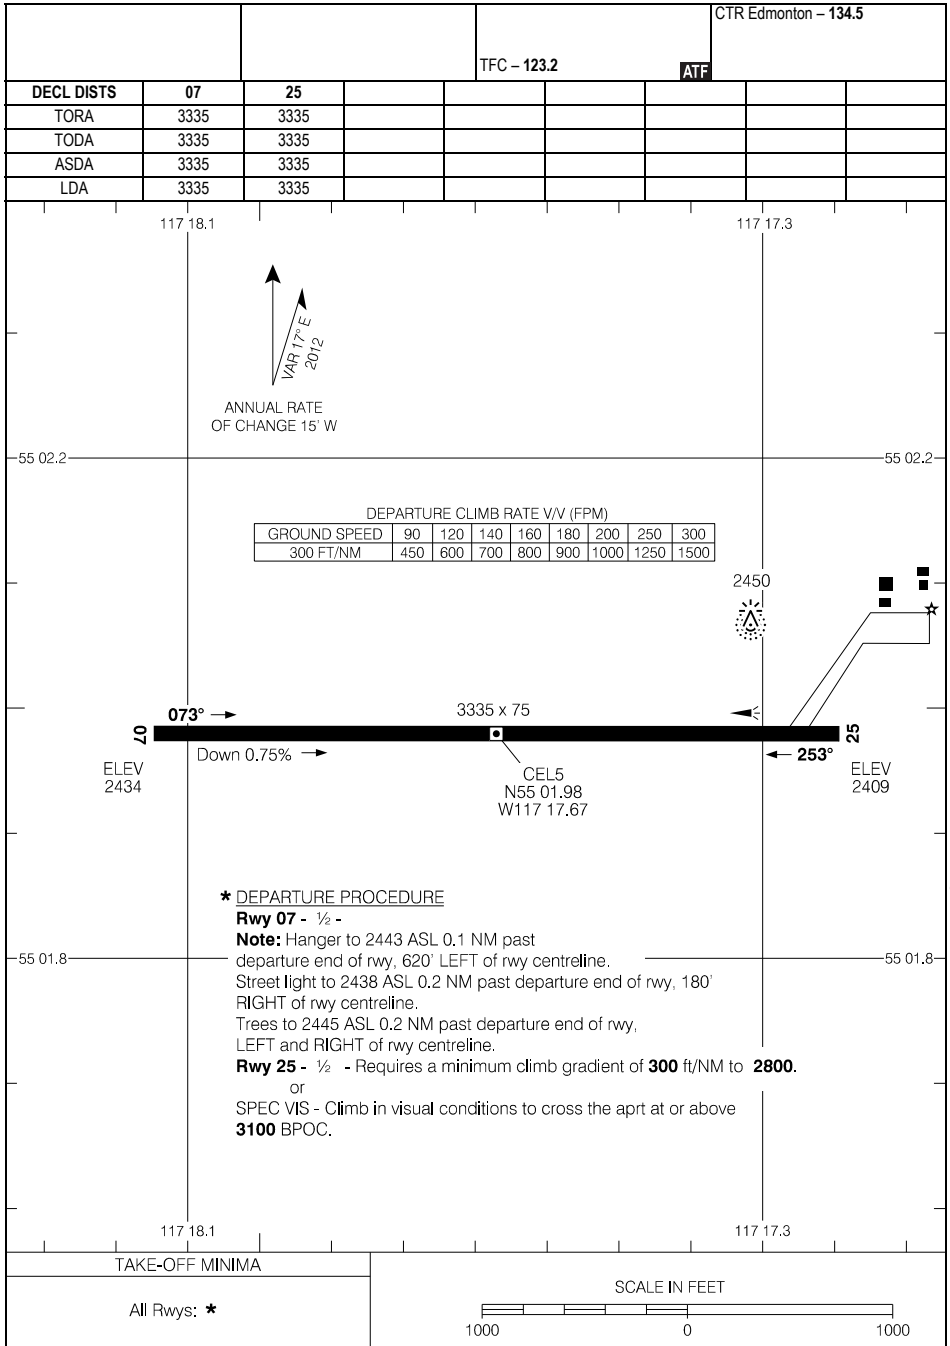 CTR Edmonton – 134.5
TFC – 123.2
ATF
DECL DISTS 07 25
TORA 3335 3335
TODA 3335 3335
ASDA 3335 3335
LDA 3335 3335
117 18.1 117 17.3
VAR 17° E
2012
ANNUAL RATE
OF CHANGE 15' W
55 02.2 55 02.2
DEPARTURE CLIMB RATE V/V (FPM)
GROUND SPEED 90 120 140 160 180 200 250 300
300 FT/NM 450 600 700 800 900 1000 1250 1500
2450
073°
3335 x 75
07
25
Down 0.75%
253°
ELEV
2434
CEL5
N55 01.98
W117 17.67
ELEV
2409
* DEPARTURE PROCEDURE
Rwy 07 - ½ -
Note: Hanger to 2443 ASL 0.1 NM past
departure end of rwy, 620' LEFT of rwy centreline.
55 01.8 55 01.8
Street light to 2438 ASL 0.2 NM past departure end of rwy, 180'
RIGHT of rwy centreline.
Trees to 2445 ASL 0.2 NM past departure end of rwy,
LEFT and RIGHT of rwy centreline.
Rwy 25 - ½ - Requires a minimum climb gradient of 300 ft/NM to 2800.
or
SPEC VIS - Climb in visual conditions to cross the aprt at or above
3100 BPOC.
117 18.1 117 17.3
TAKE-OFF MINIMA
All Rwys: *
SCALE IN FEET
1000 0 1000